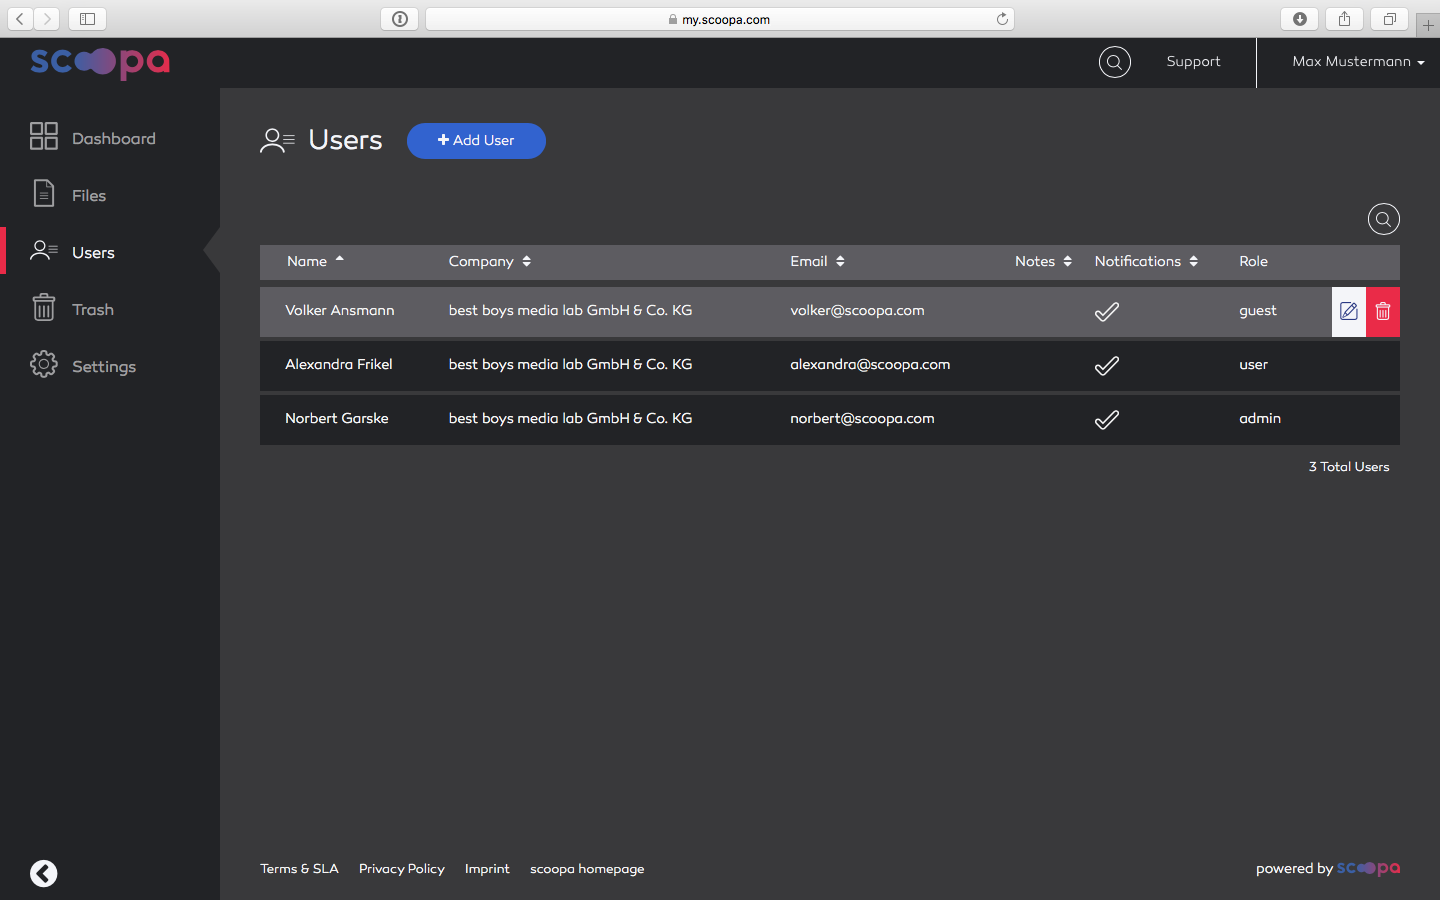 my.scoopa.com
scoopa
Support
Max Mustermann
Dashboard
Files
Users
Trash
Settings
Users
+ Add User
Name Company Email Notes Notifications Role
Volker Ansmann best boys media lab GmbH & Co. KG volker@scoopa.com guest
Alexandra Frikel best boys media lab GmbH & Co. KG alexandra@scoopa.com user
Norbert Garske best boys media lab GmbH & Co. KG norbert@scoopa.com admin
3 Total Users
Terms & SLA Privacy Policy Imprint scoopa homepage
powered by scoopa